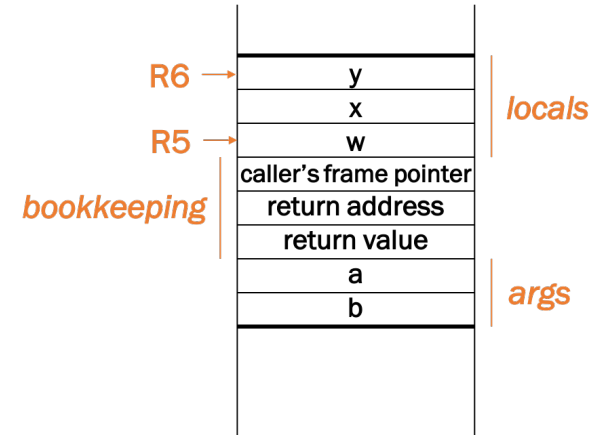 R6
y
x
locals
R5
w
caller's frame pointer
bookkeeping
return address
return value
a
args
b